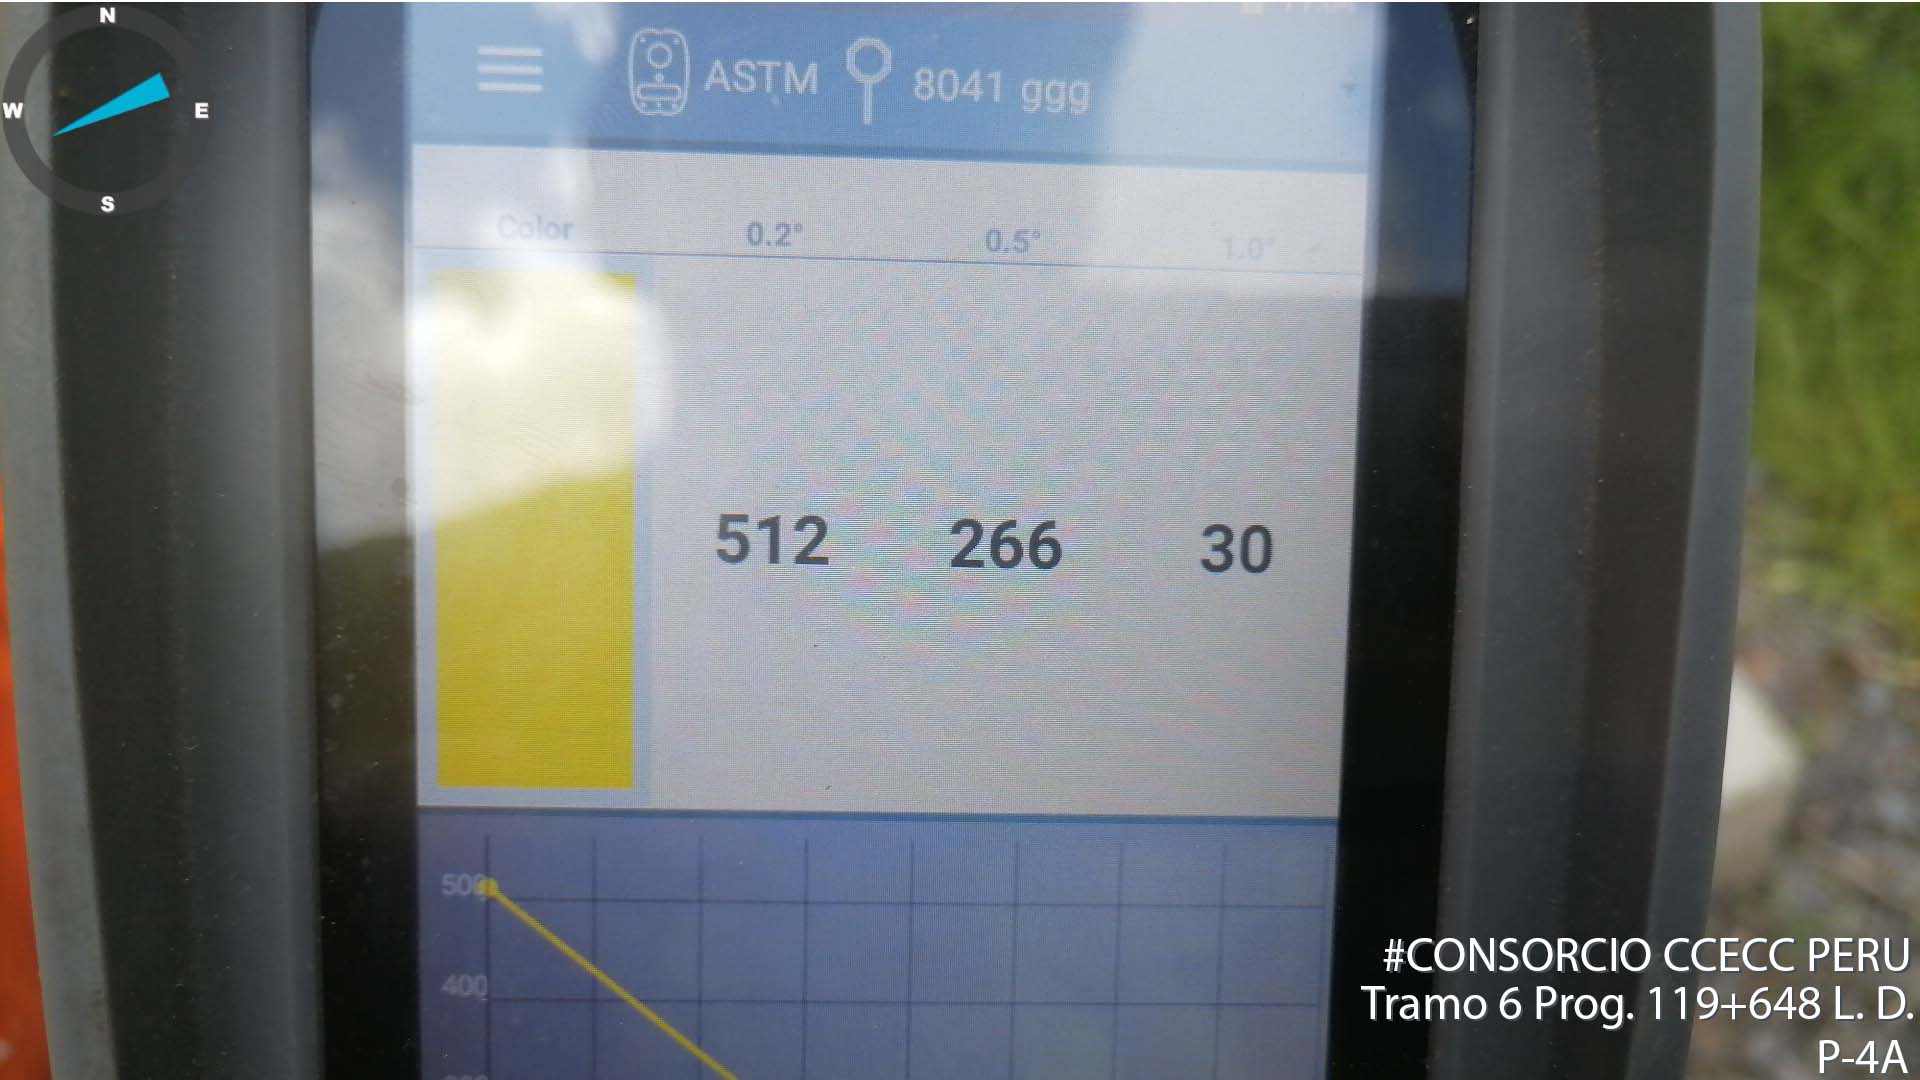 N
W
E
S
ASTM
8041 ggg
Color
0.2°
0.5°
1.0°
512
266
30
500
400
#CONSORCIO CCECC PERU
Tramo 6 Prog. 119+648 L. D.
P-4A